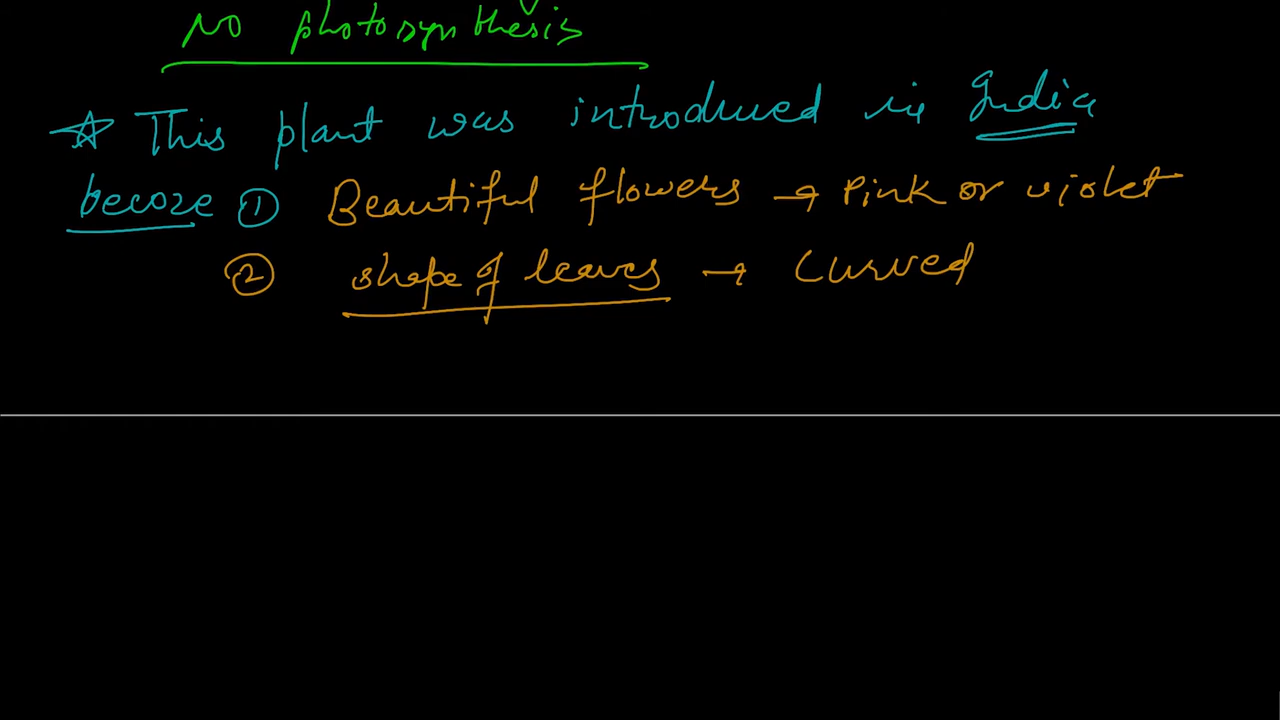 No photosynthesis
☆ This plant was introduced in India
becoze ① Beautiful flowers → Pink or violet
② shape of leaves → Curved